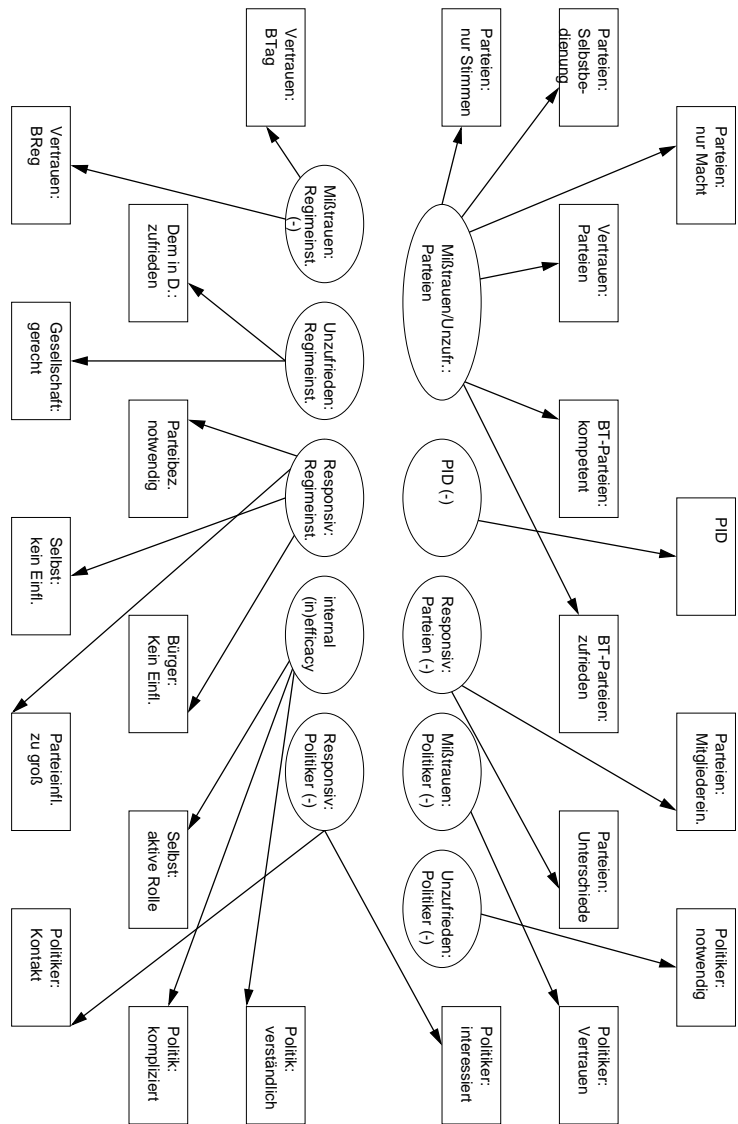 Parteien:
nur Macht
PID
Parteien:
Mitgliederein.
Politiker:
notwendig
Parteien:
Selbstbe-
dienung
Vertrauen:
Parteien
BT-Parteien:
kompetent
BT-Parteien:
zufrieden
Parteien:
Unterschiede
Politiker:
Vertrauen
Parteien:
nur Stimmen
Politiker:
interessiert
Mißtrauen/Unzufr.:
Parteien
PID (-)
Responsiv:
Parteien (-)
Mißtrauen:
Politiker (-)
Unzufrieden:
Politiker (-)
Mißtrauen:
Regimeinst.
(-)
Unzufrieden:
Regimeinst.
Responsiv:
Regimeinst.
internal
(in)efficacy
Responsiv:
Politiker (-)
Vertrauen:
BTag
Politik:
verständlich
Dem in D.:
zufrieden
Parteibez.
notwendig
Bürger:
Kein Einfl.
Selbst:
aktive Rolle
Politik:
kompliziert
Vertrauen:
BReg
Gesellschaft:
gerecht
Selbst:
kein Einfl.
Parteieinfl.
zu groß
Politiker:
Kontakt